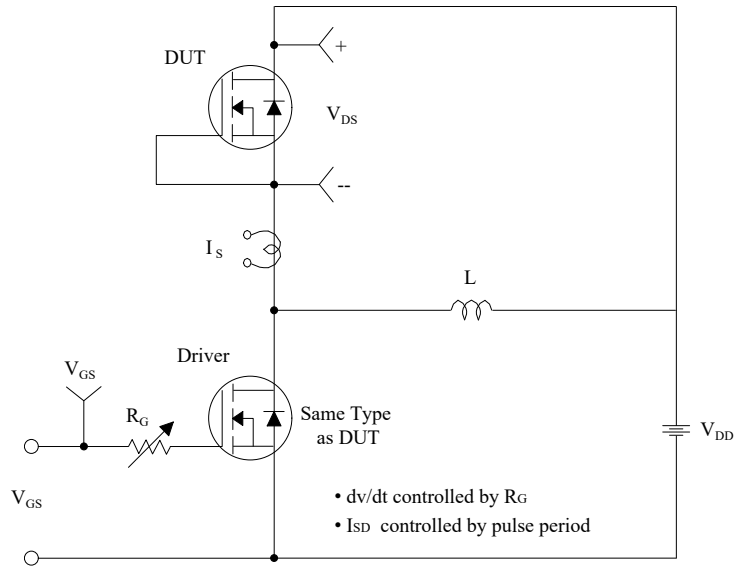 +
DUT
VDS
--
IS
L
Driver
VGS
RG
Same Type
as DUT
VDD
VGS
• dv/dt controlled by RG
• ISD controlled by pulse period